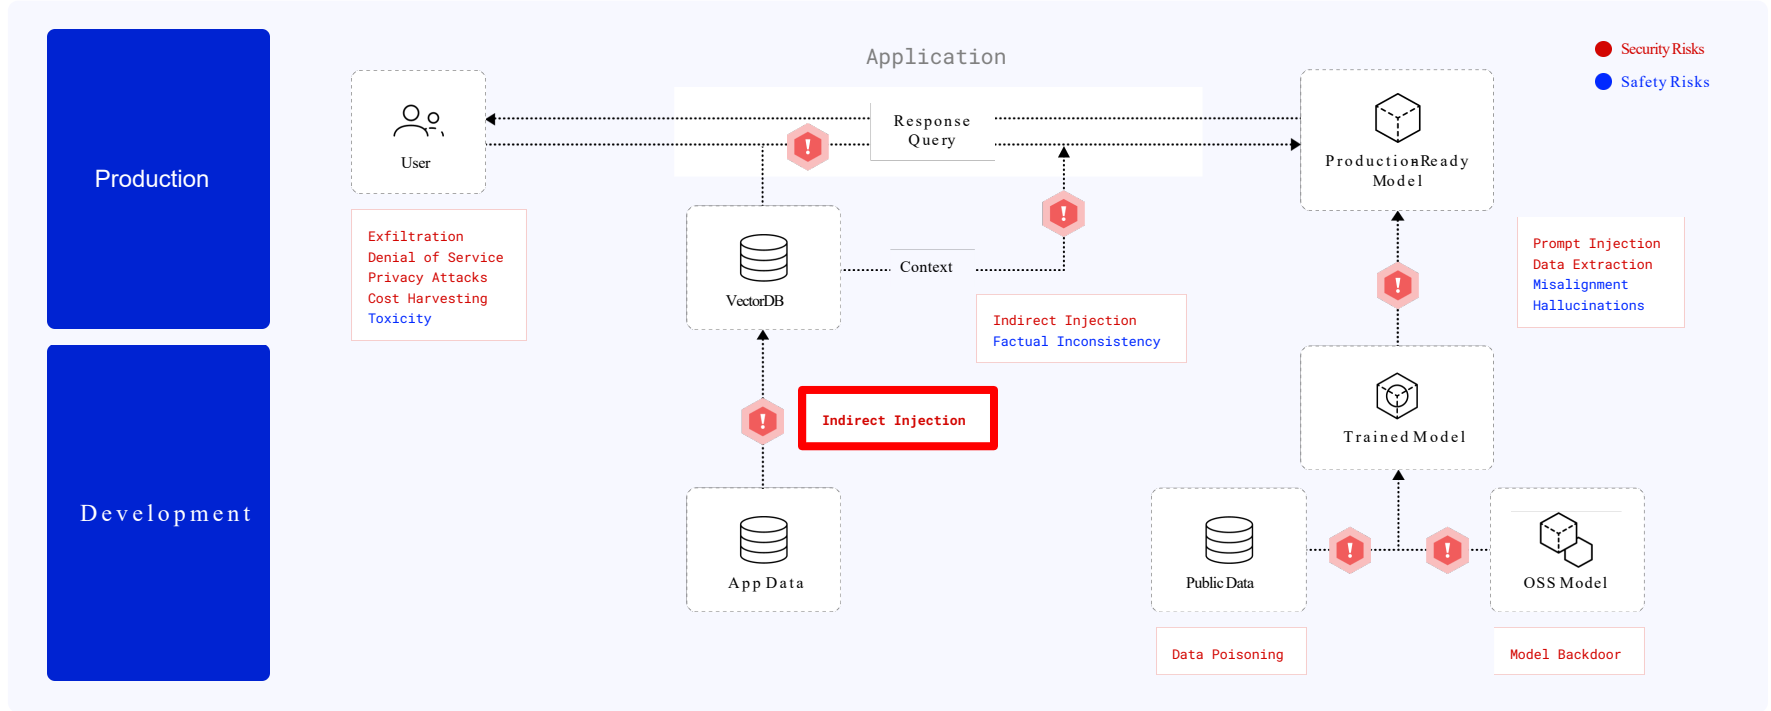 Application
Security Risks
Safety Risks
Production
User
Response
Query
Production-Ready
Model
Exfiltration
Denial of Service
Privacy Attacks
Cost Harvesting
Toxicity
VectorDB
Context
Prompt Injection
Data Extraction
Misalignment
Hallucinations
Indirect Injection
Factual Inconsistency
Development
Indirect Injection
Trained Model
App Data
Public Data
OSS Model
Data Poisoning
Model Backdoor